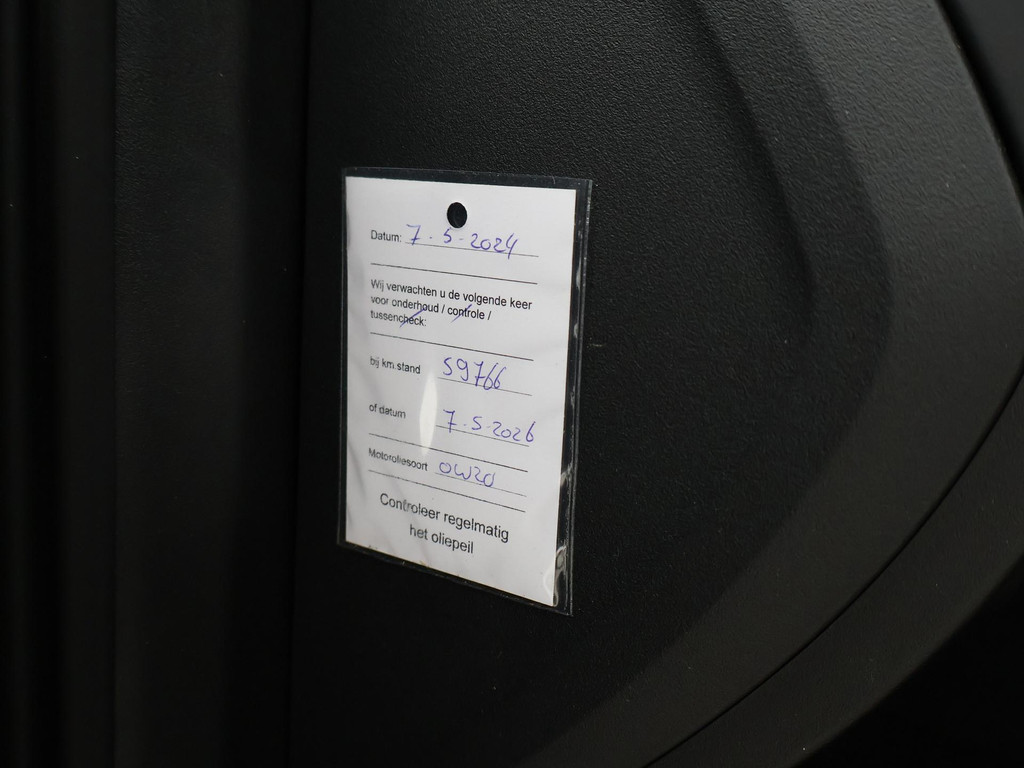 Datum: 7-5-2024
Wij verwachten u de volgende keer
voor onderhoud / controle /
tussencheck:
bij km.stand 59766
of datum 7-5-2026
Motoroliesoort 0W20
Controleer regelmatig
het oliepeil